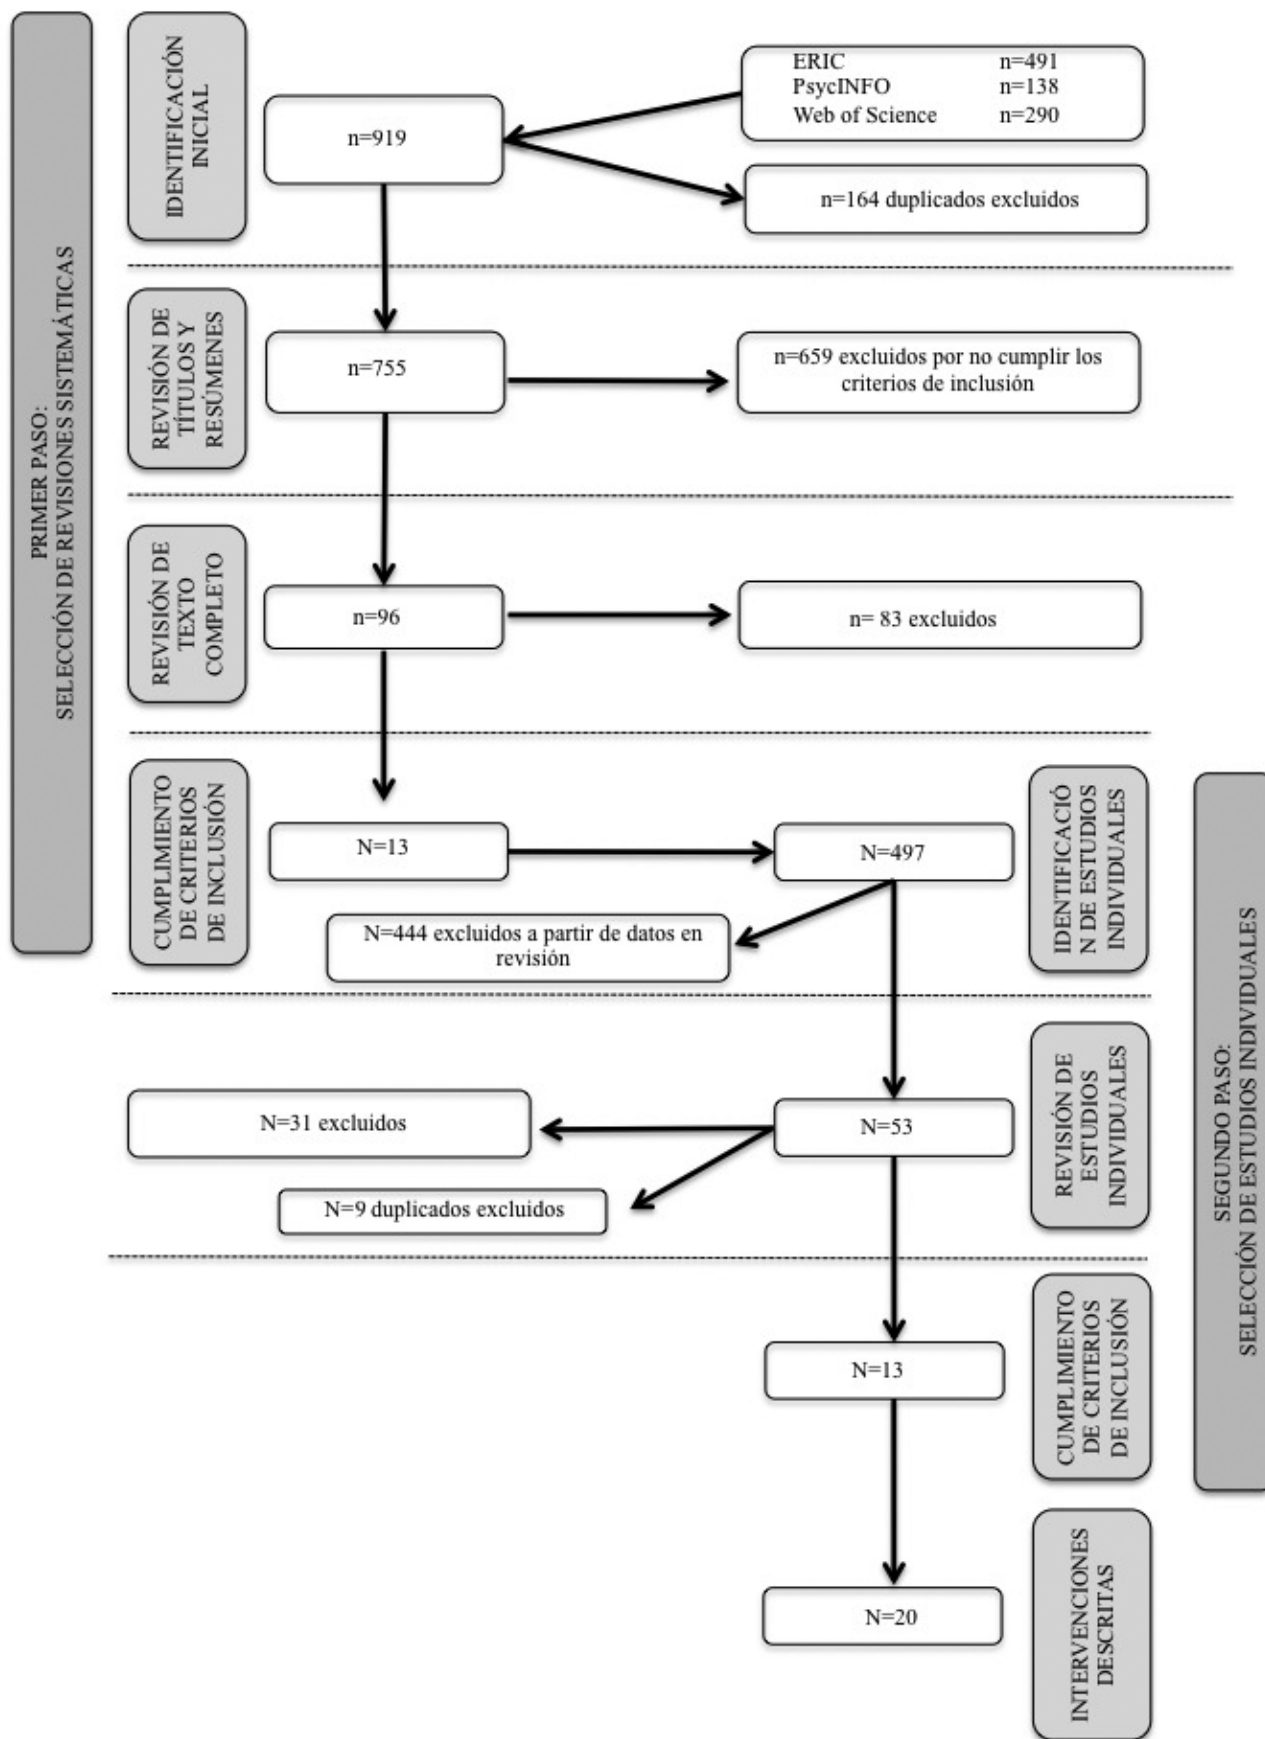 PRIMER PASO:
SELECCIÓN DE REVISIONES SISTEMÁTICAS
IDENTIFICACIÓN
INICIAL
n=919
ERIC n=491
PsycINFO n=138
Web of Science n=290
n=164 duplicados excluidos
REVISIÓN DE
TÍTULOS Y
RESÚMENES
n=755
n=659 excluidos por no cumplir los
criterios de inclusión
REVISIÓN DE
TEXTO
COMPLETO
n=96
n= 83 excluidos
CUMPLIMIENTO
DE CRITERIOS
DE INCLUSIÓN
N=13
N=497
N=444 excluidos a partir de datos en
revisión
IDENTIFICACIÓ
N DE ESTUDIOS
INDIVIDUALES
SEGUNDO PASO:
SELECCIÓN DE ESTUDIOS INDIVIDUALES
N=31 excluidos
N=53
N=9 duplicados excluidos
REVISIÓN DE
ESTUDIOS
INDIVIDUALES
N=13
CUMPLIMIENTO
DE CRITERIOS
DE INCLUSIÓN
N=20
INTERVENCIONES
DESCRITAS